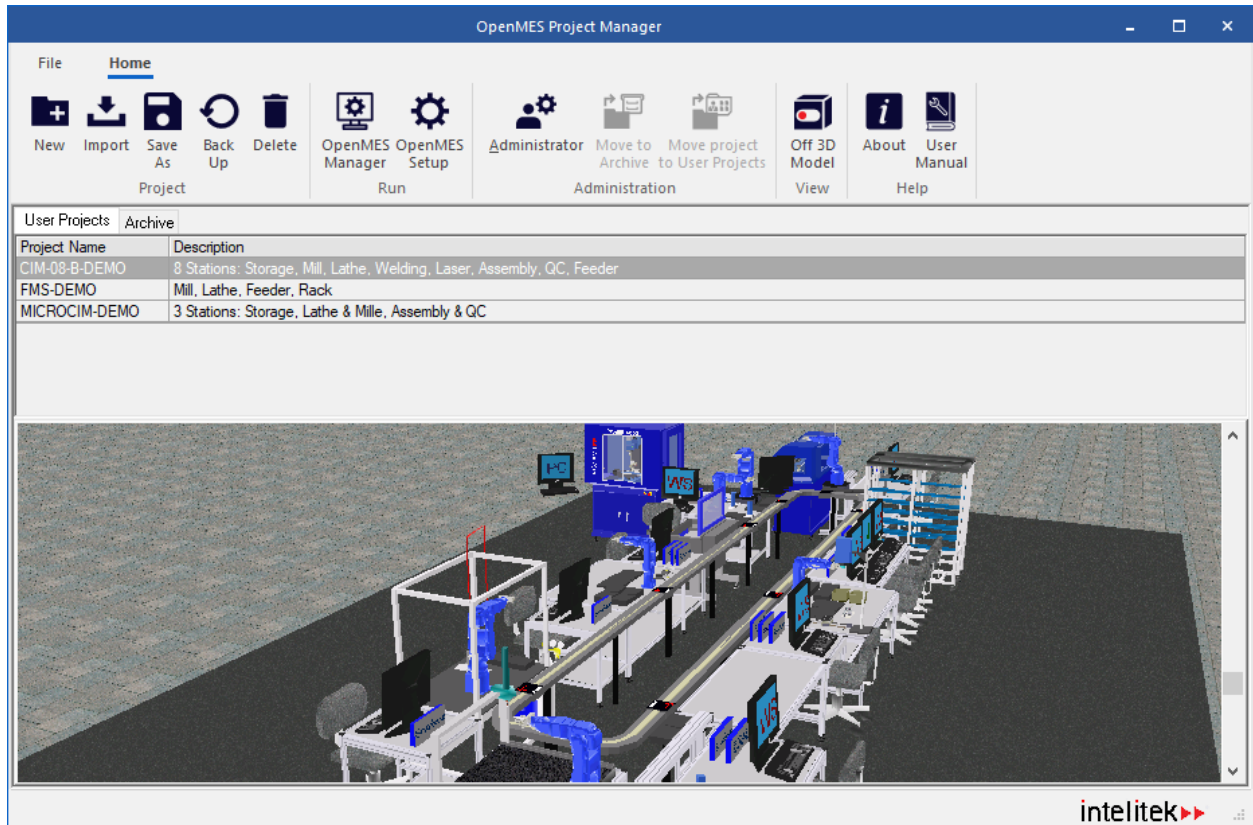 OpenMES Project Manager
File Home
New Import Save As Back Up Delete
Project
OpenMES Manager OpenMES Setup
Run
Administrator Move to Archive Move project to User Projects
Administration
Off 3D Model
View
About User Manual
Help
User Projects Archive
Project Name Description
CIM-08-B-DEMO 8 Stations: Storage, Mill, Lathe, Welding, Laser, Assembly, QC, Feeder
FMS-DEMO Mill, Lathe, Feeder, Rack
MICROCIM-DEMO 3 Stations: Storage, Lathe & Mille, Assembly & QC
PC
WS
WS
intelitek